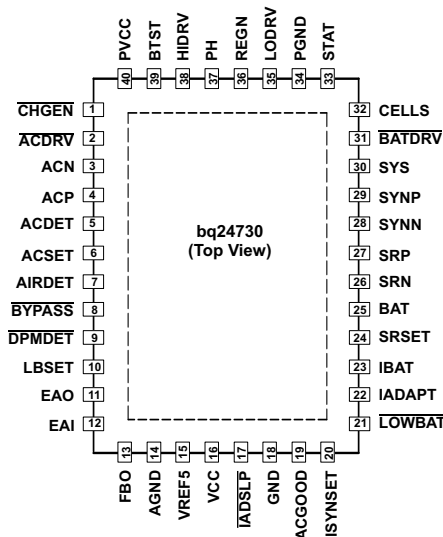 PVCC
BTST
HIDRV
PH
REGN
LODRV
PGND
STAT
40
39
38
37
36
35
34
33
CHGEN 1
ACDRV 2
ACN 3
ACP 4
ACDET 5
ACSET 6
AIRDET 7
BYPASS 8
DPMDET 9
LBSET 10
EAO 11
EAI 12
bq24730
(Top View)
32 CELLS
31 BATDRV
30 SYS
29 SYNP
28 SYNN
27 SRP
26 SRN
25 BAT
24 SRSET
23 IBAT
22 IADAPT
21 LOWBAT
13
14
15
16
17
18
19
20
FBO
AGND
VREF5
VCC
IADSLP
GND
ACGOOD
ISYNSET